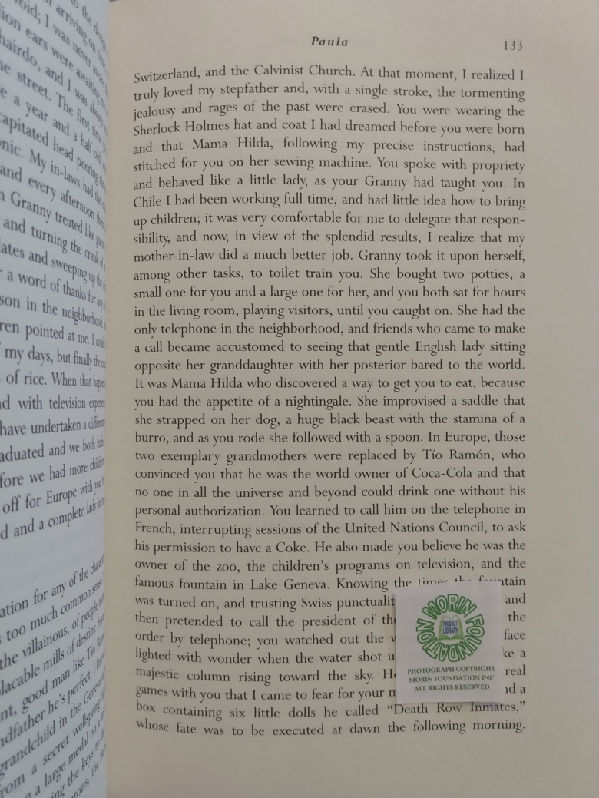 Paula
133
Switzerland, and the Calvinist Church. At that moment, I realized I
truly loved my stepfather and, with a single stroke, the tormenting
jealousy and rages of the past were erased. You were wearing the
Sherlock Holmes hat and coat I had dreamed before you were born
and that Mama Hilda, following my precise instructions, had
stitched for you on her sewing machine. You spoke with propriety
and behaved like a little lady, as your Granny had taught you. In
Chile I had been working full time, and had little idea how to bring
up children; it was very comfortable for me to delegate that respon-
sibility, and now, in view of the splendid results, I realize that my
mother-in-law did a much better job. Granny took it upon herself,
among other tasks, to toilet train you. She bought two potties, a
small one for you and a large one for her, and you both sat for hours
in the living room, playing visitors, until you caught on. She had the
only telephone in the neighborhood, and friends who came to make
a call became accustomed to seeing that gentle English lady sitting
opposite her granddaughter with her posterior bared to the world.
It was Mama Hilda who discovered a way to get you to eat, because
you had the appetite of a nightingale. She improvised a saddle that
she strapped on her dog, a huge black beast with the stamina of a
burro, and as you rode she followed with a spoon. In Europe, those
two exemplary grandmothers were replaced by Tío Ramón, who
convinced you that he was the world owner of Coca-Cola and that
no one in all the universe and beyond could drink one without his
personal authorization. You learned to call him on the telephone in
French, interrupting sessions of the United Nations Council, to ask
his permission to have a Coke. He also made you believe he was the
owner of the zoo, the children's programs on television, and the
famous fountain in Lake Geneva. Knowing the times the fountain
was turned on, and trusting Swiss and
then pretended to call the president of the
order by telephone; you watched out the face
lighted with wonder when the water shot a
majestic column rising toward the sky. real
games with you that I came to fear for your
box containing six little dolls he called "Death Row Inmates,"
whose fate was to be executed at dawn the following morning.
MORIN FOUNDATION
TRUST LIBRARY
PHOTOGRAPH COPYRIGHT
MORIN FOUNDATION INC
ALL RIGHTS RESERVED